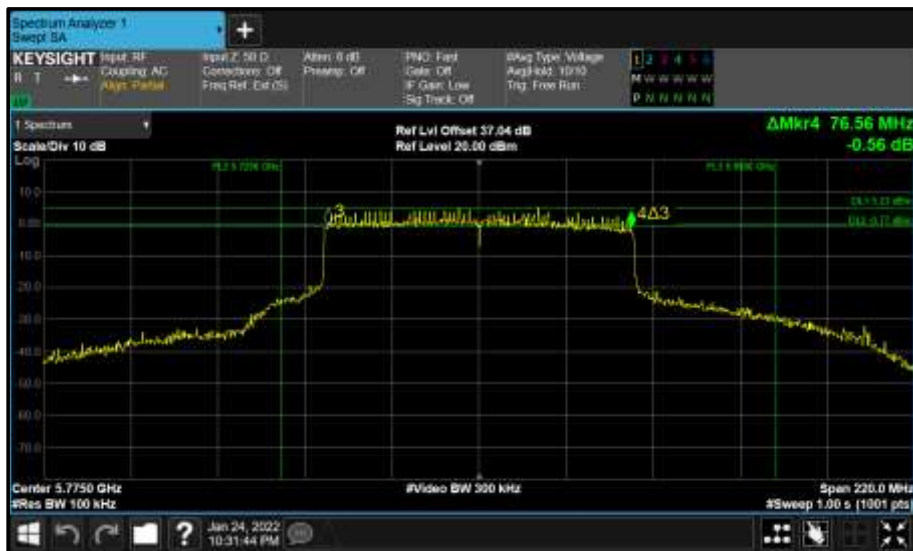 Spectrum Analyzer 1
Swept SA
+
KEYSIGHT
Input: RF
Coupling: AC
Align: Partial
Input Z: 50 Ω
Corrections: Off
Freq Ref: Ext (S)
Atten: 6 dB
Preamp: Off
PNO: Fast
Gate: Off
IF Gain: Low
Sig Track: Off
#Avg Type: Voltage
Avg|Hold: 10/10
Trig: Free Run
1 2 3 4 5 6
M W W W W W
P N N N N N
R T
1 Spectrum
Scale/Div 10 dB
Ref Lvl Offset 37.04 dB
Ref Level 20.00 dBm
ΔMkr4 76.56 MHz
-0.56 dB
Log
10.0
0.00
-10.0
-20.0
-30.0
-40.0
-50.0
-60.0
-70.0
3
4Δ3
Center 5.7750 GHz
#Video BW 300 kHz
Span 220.0 MHz
#Res BW 100 kHz
#Sweep 1.00 s (1001 pts)
?
Jan 24, 2022
10:31:44 PM